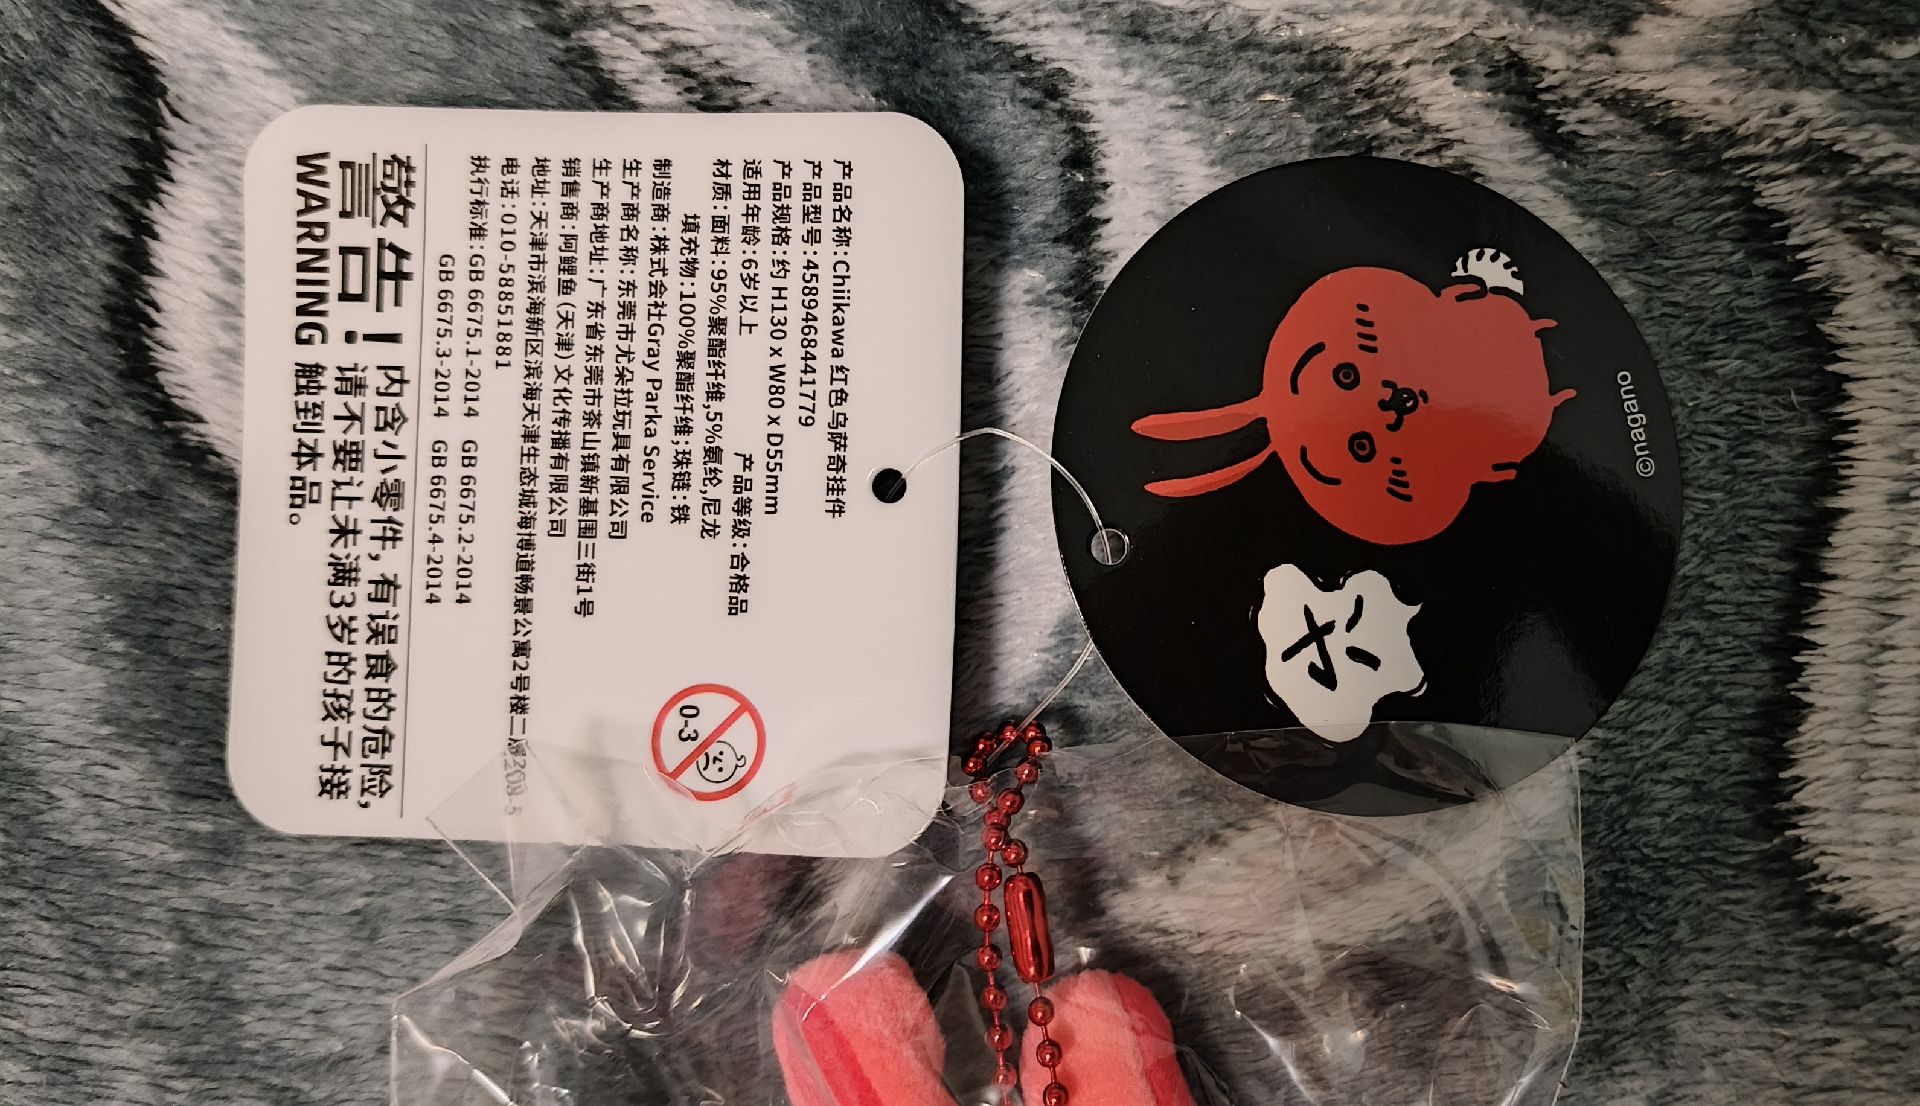 产品名称:Chiikawa 红色乌萨奇挂件
产品型号:4589468441779
产品规格:约 H130 x W80 x D55mm
适用年龄:6岁以上 产品等级:合格品
材质:面料:95%聚酯纤维,5%氨纶,尼龙
填充物:100%聚酯纤维;珠链:铁
制造商:株式会社Gray Parka Service
生产商名称:东莞市尤朵拉玩具有限公司
生产商地址:广东省东莞市茶山镇新基围三街1号
销售商:阿鲤鱼(天津)文化传播有限公司
地址:天津市滨海新区滨海天津生态城海博道畅景公寓2号楼二层208-5
电话:010-58851881
执行标准:GB 6675.1-2014 GB 6675.2-2014
GB 6675.3-2014 GB 6675.4-2014
警告!内含小零件,有误食的危险,
请不要让未满3岁的孩子接
WARNING 触到本品。
0-3
ヤ
©nagano